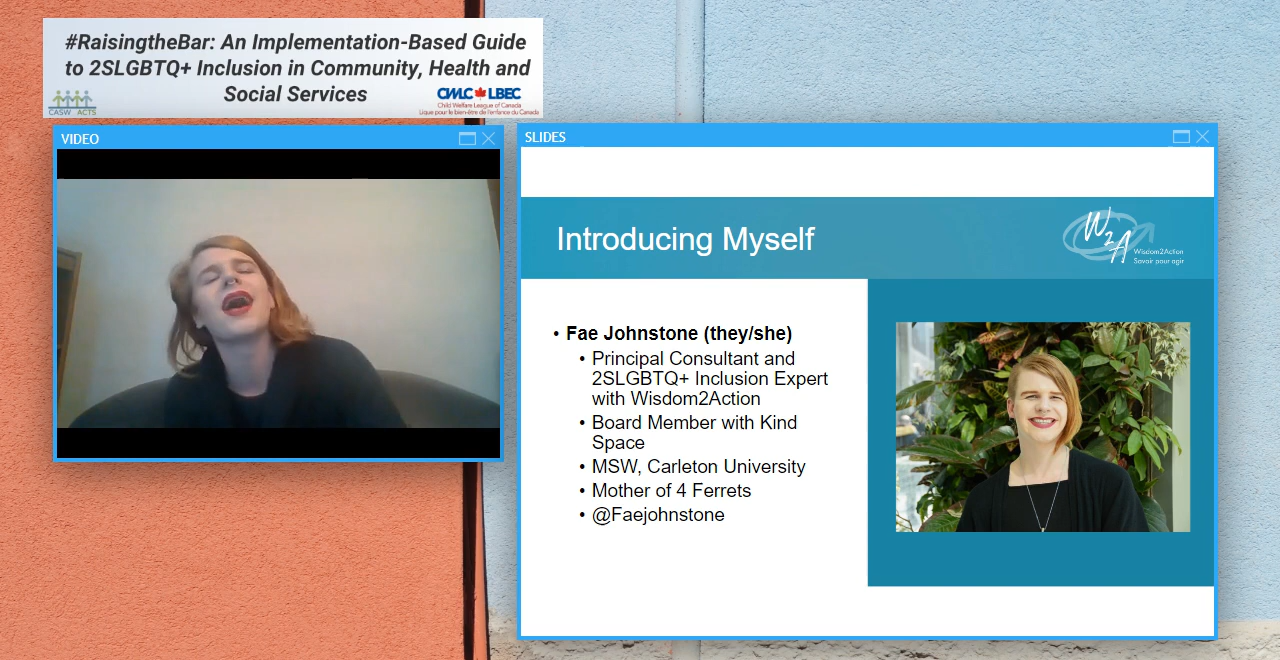 #RaisingtheBar: An Implementation-Based Guide
to 2SLGBTQ+ Inclusion in Community, Health and
Social Services
CASW ACTS
CWLC LBEC
Child Welfare League of Canada
Ligue pour le bien-être de l'enfance du Canada
VIDEO
SLIDES
Introducing Myself
W2A
Wisdom2Action
Savoir pour agir
• Fae Johnstone (they/she)
• Principal Consultant and
2SLGBTQ+ Inclusion Expert
with Wisdom2Action
• Board Member with Kind
Space
• MSW, Carleton University
• Mother of 4 Ferrets
• @Faejohnstone